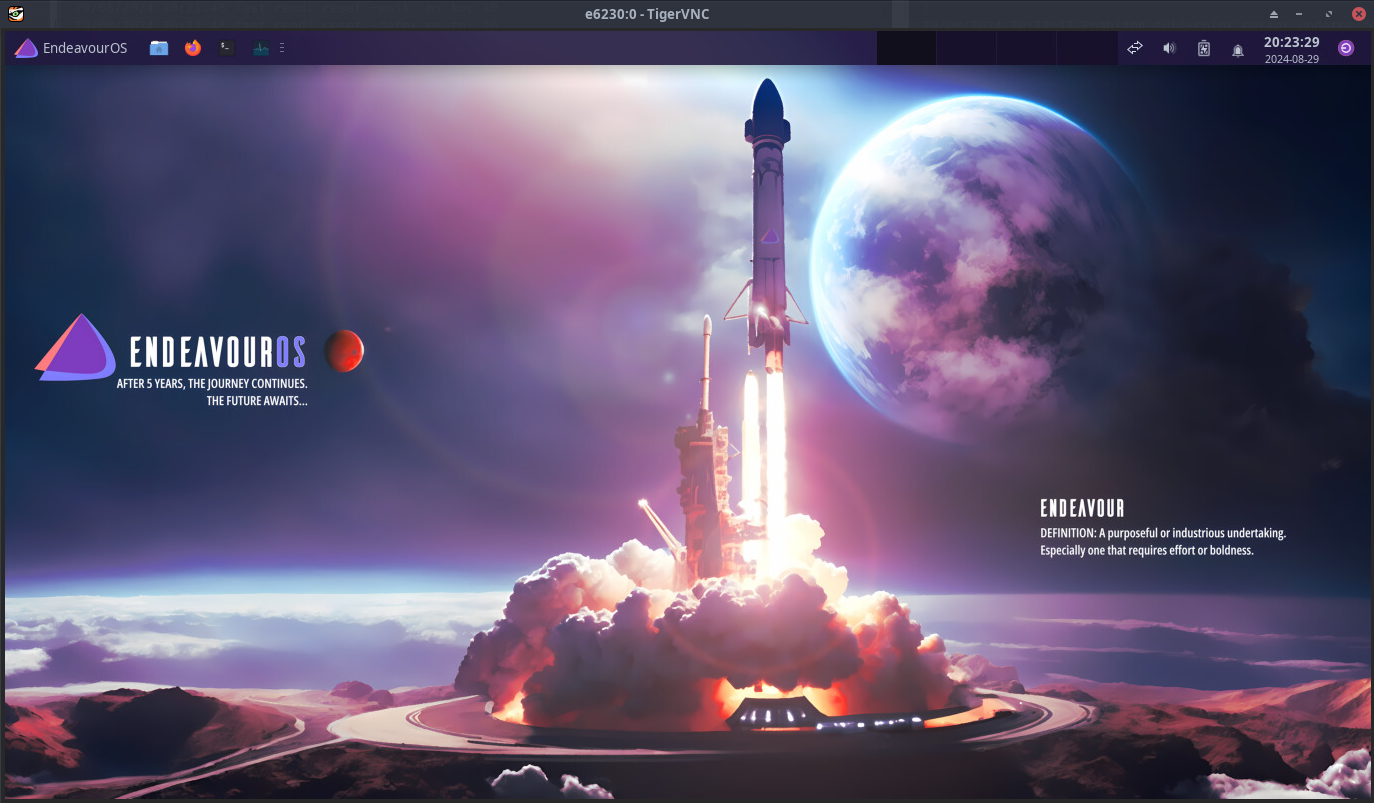 e6230:0 - TigerVNC
EndeavourOS
20:23:29
2024-08-29
ENDEAVOUROS
AFTER 5 YEARS, THE JOURNEY CONTINUES.
THE FUTURE AWAITS...
ENDEAVOUR
DEFINITION: A purposeful or industrious undertaking.
Especially one that requires effort or boldness.